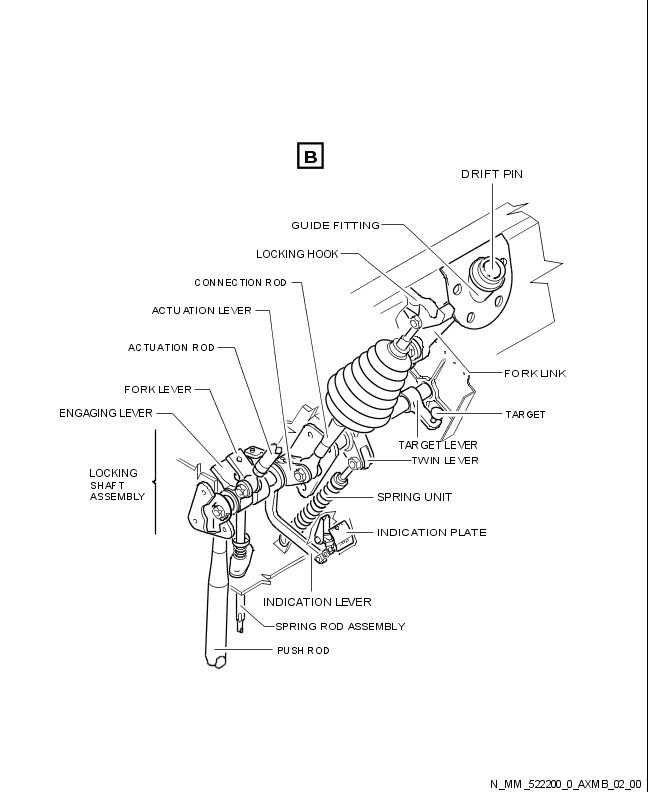 B
DRIFT PIN
GUIDE FITTING
LOCKING HOOK
CONNECTION ROD
ACTUATION LEVER
ACTUATION ROD
FORK LINK
FORK LEVER
ENGAGING LEVER
TARGET
TARGET LEVER
TWIN LEVER
LOCKING
SHAFT
ASSEMBLY
SPRING UNIT
INDICATION PLATE
INDICATION LEVER
SPRING ROD ASSEMBLY
PUSH ROD
N_MM_522200_0_AXMB_02_00